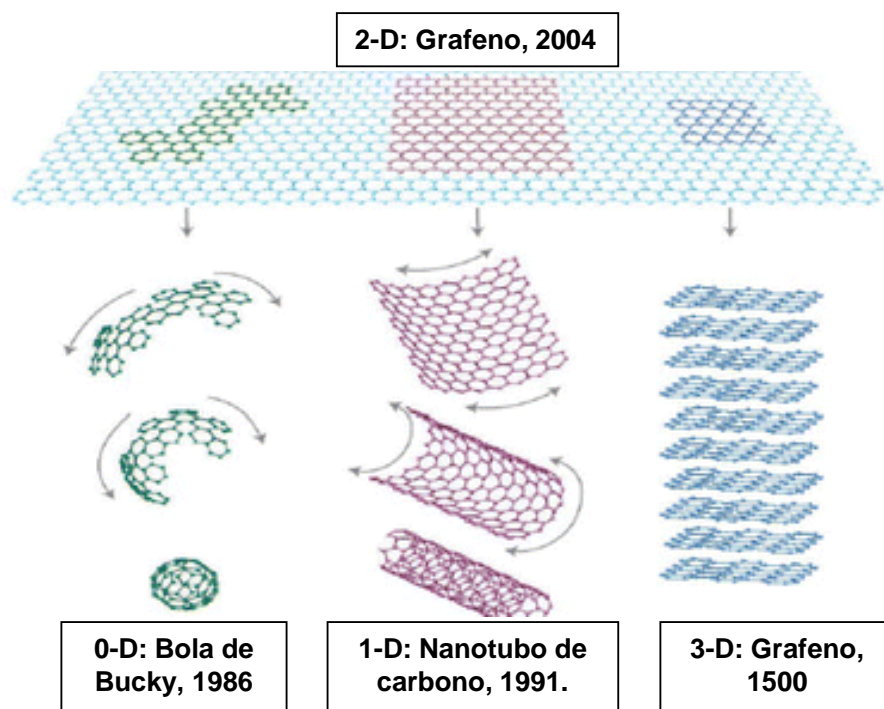 2-D: Grafeno, 2004
0-D: Bola de
Bucky, 1986
1-D: Nanotubo de
carbono, 1991.
3-D: Grafeno,
1500